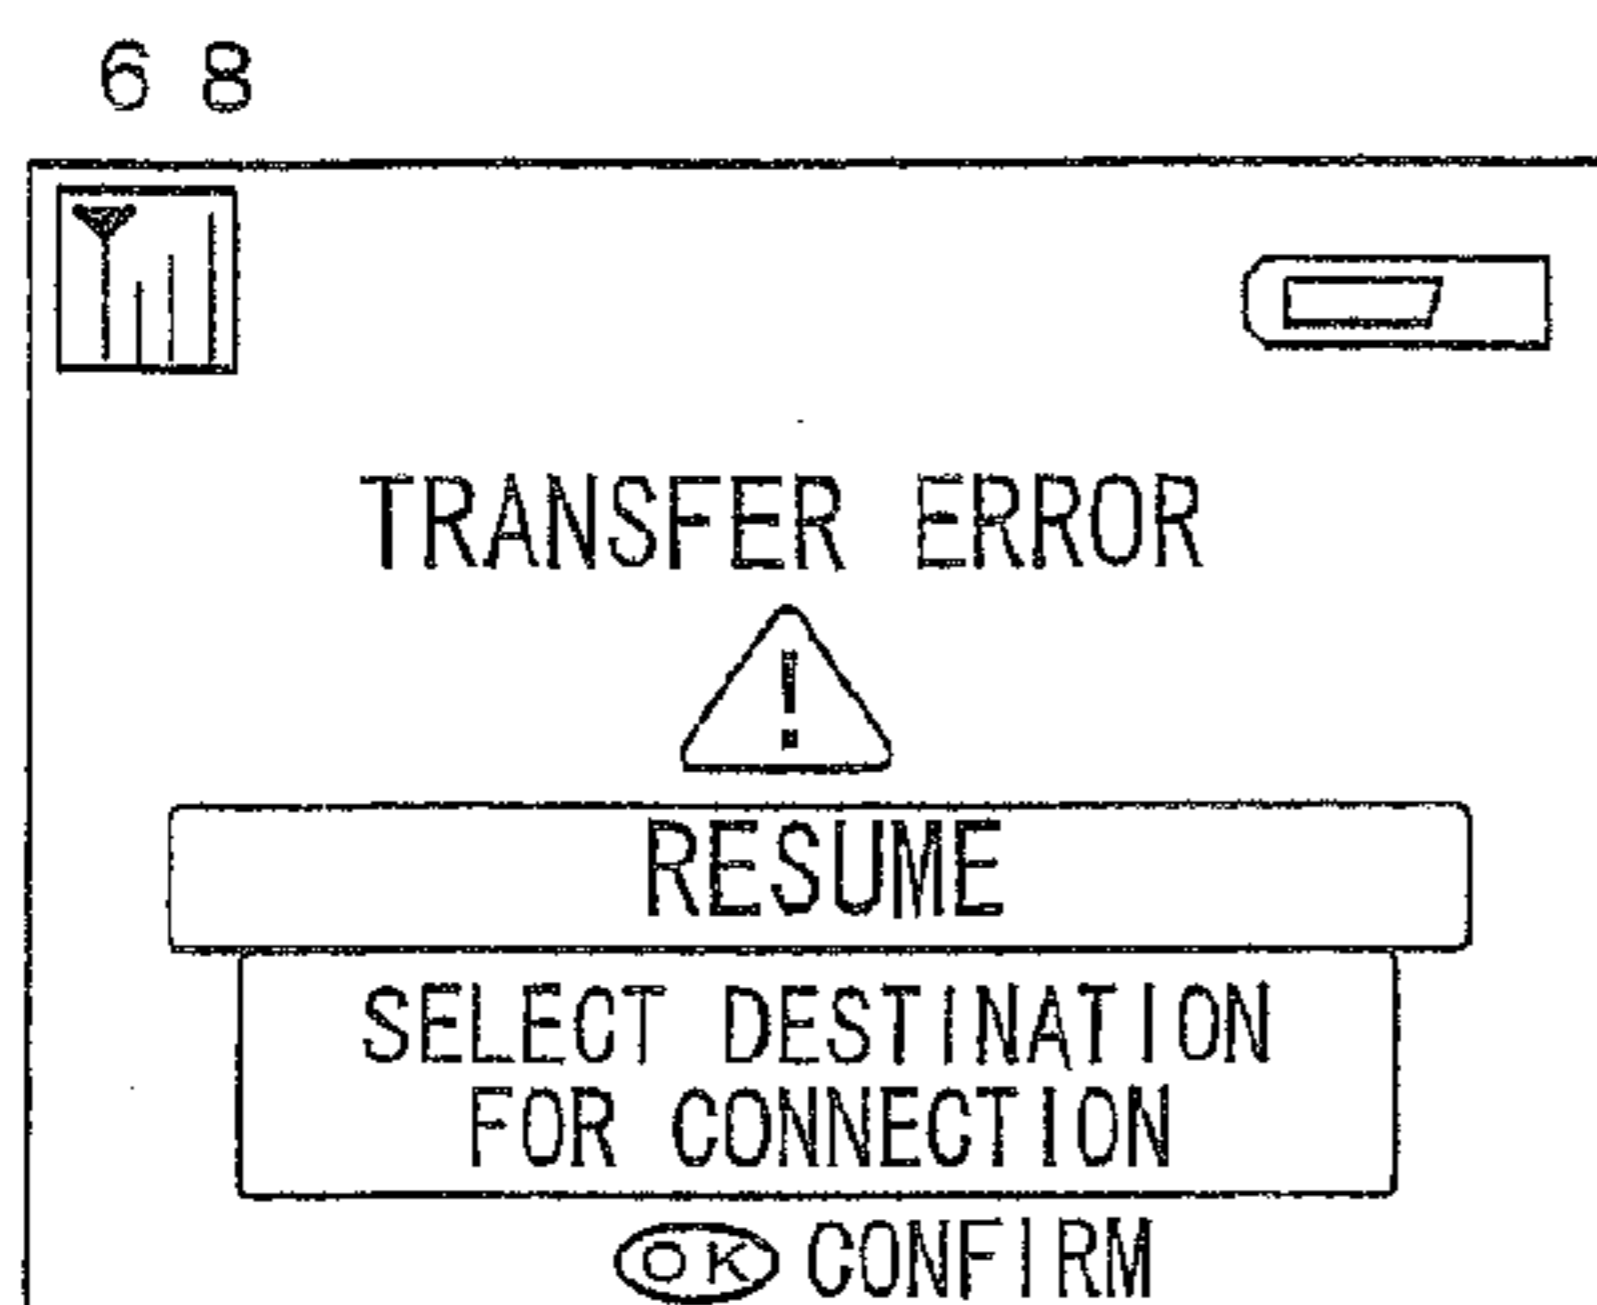 68
TRANSFER ERROR
!
RESUME
SELECT DESTINATION
FOR CONNECTION
OK CONFIRM